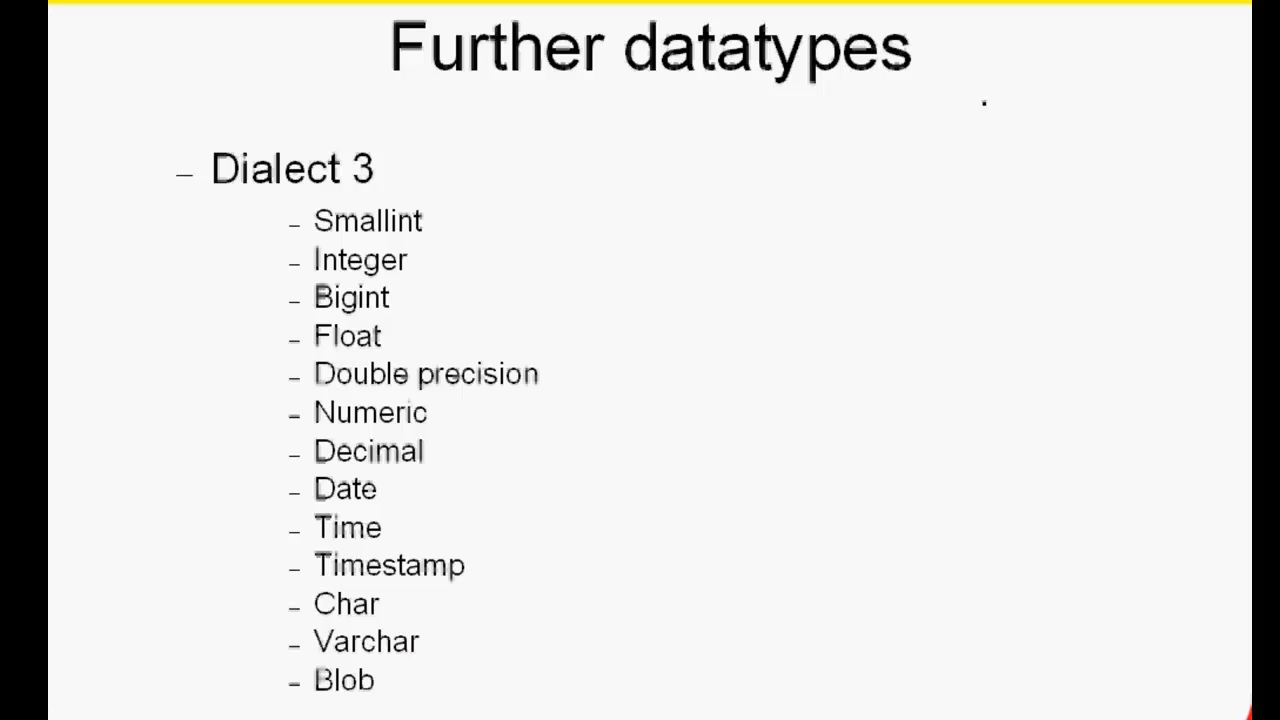 Further datatypes
– Dialect 3
– Smallint
– Integer
– Bigint
– Float
– Double precision
– Numeric
– Decimal
– Date
– Time
– Timestamp
– Char
– Varchar
– Blob